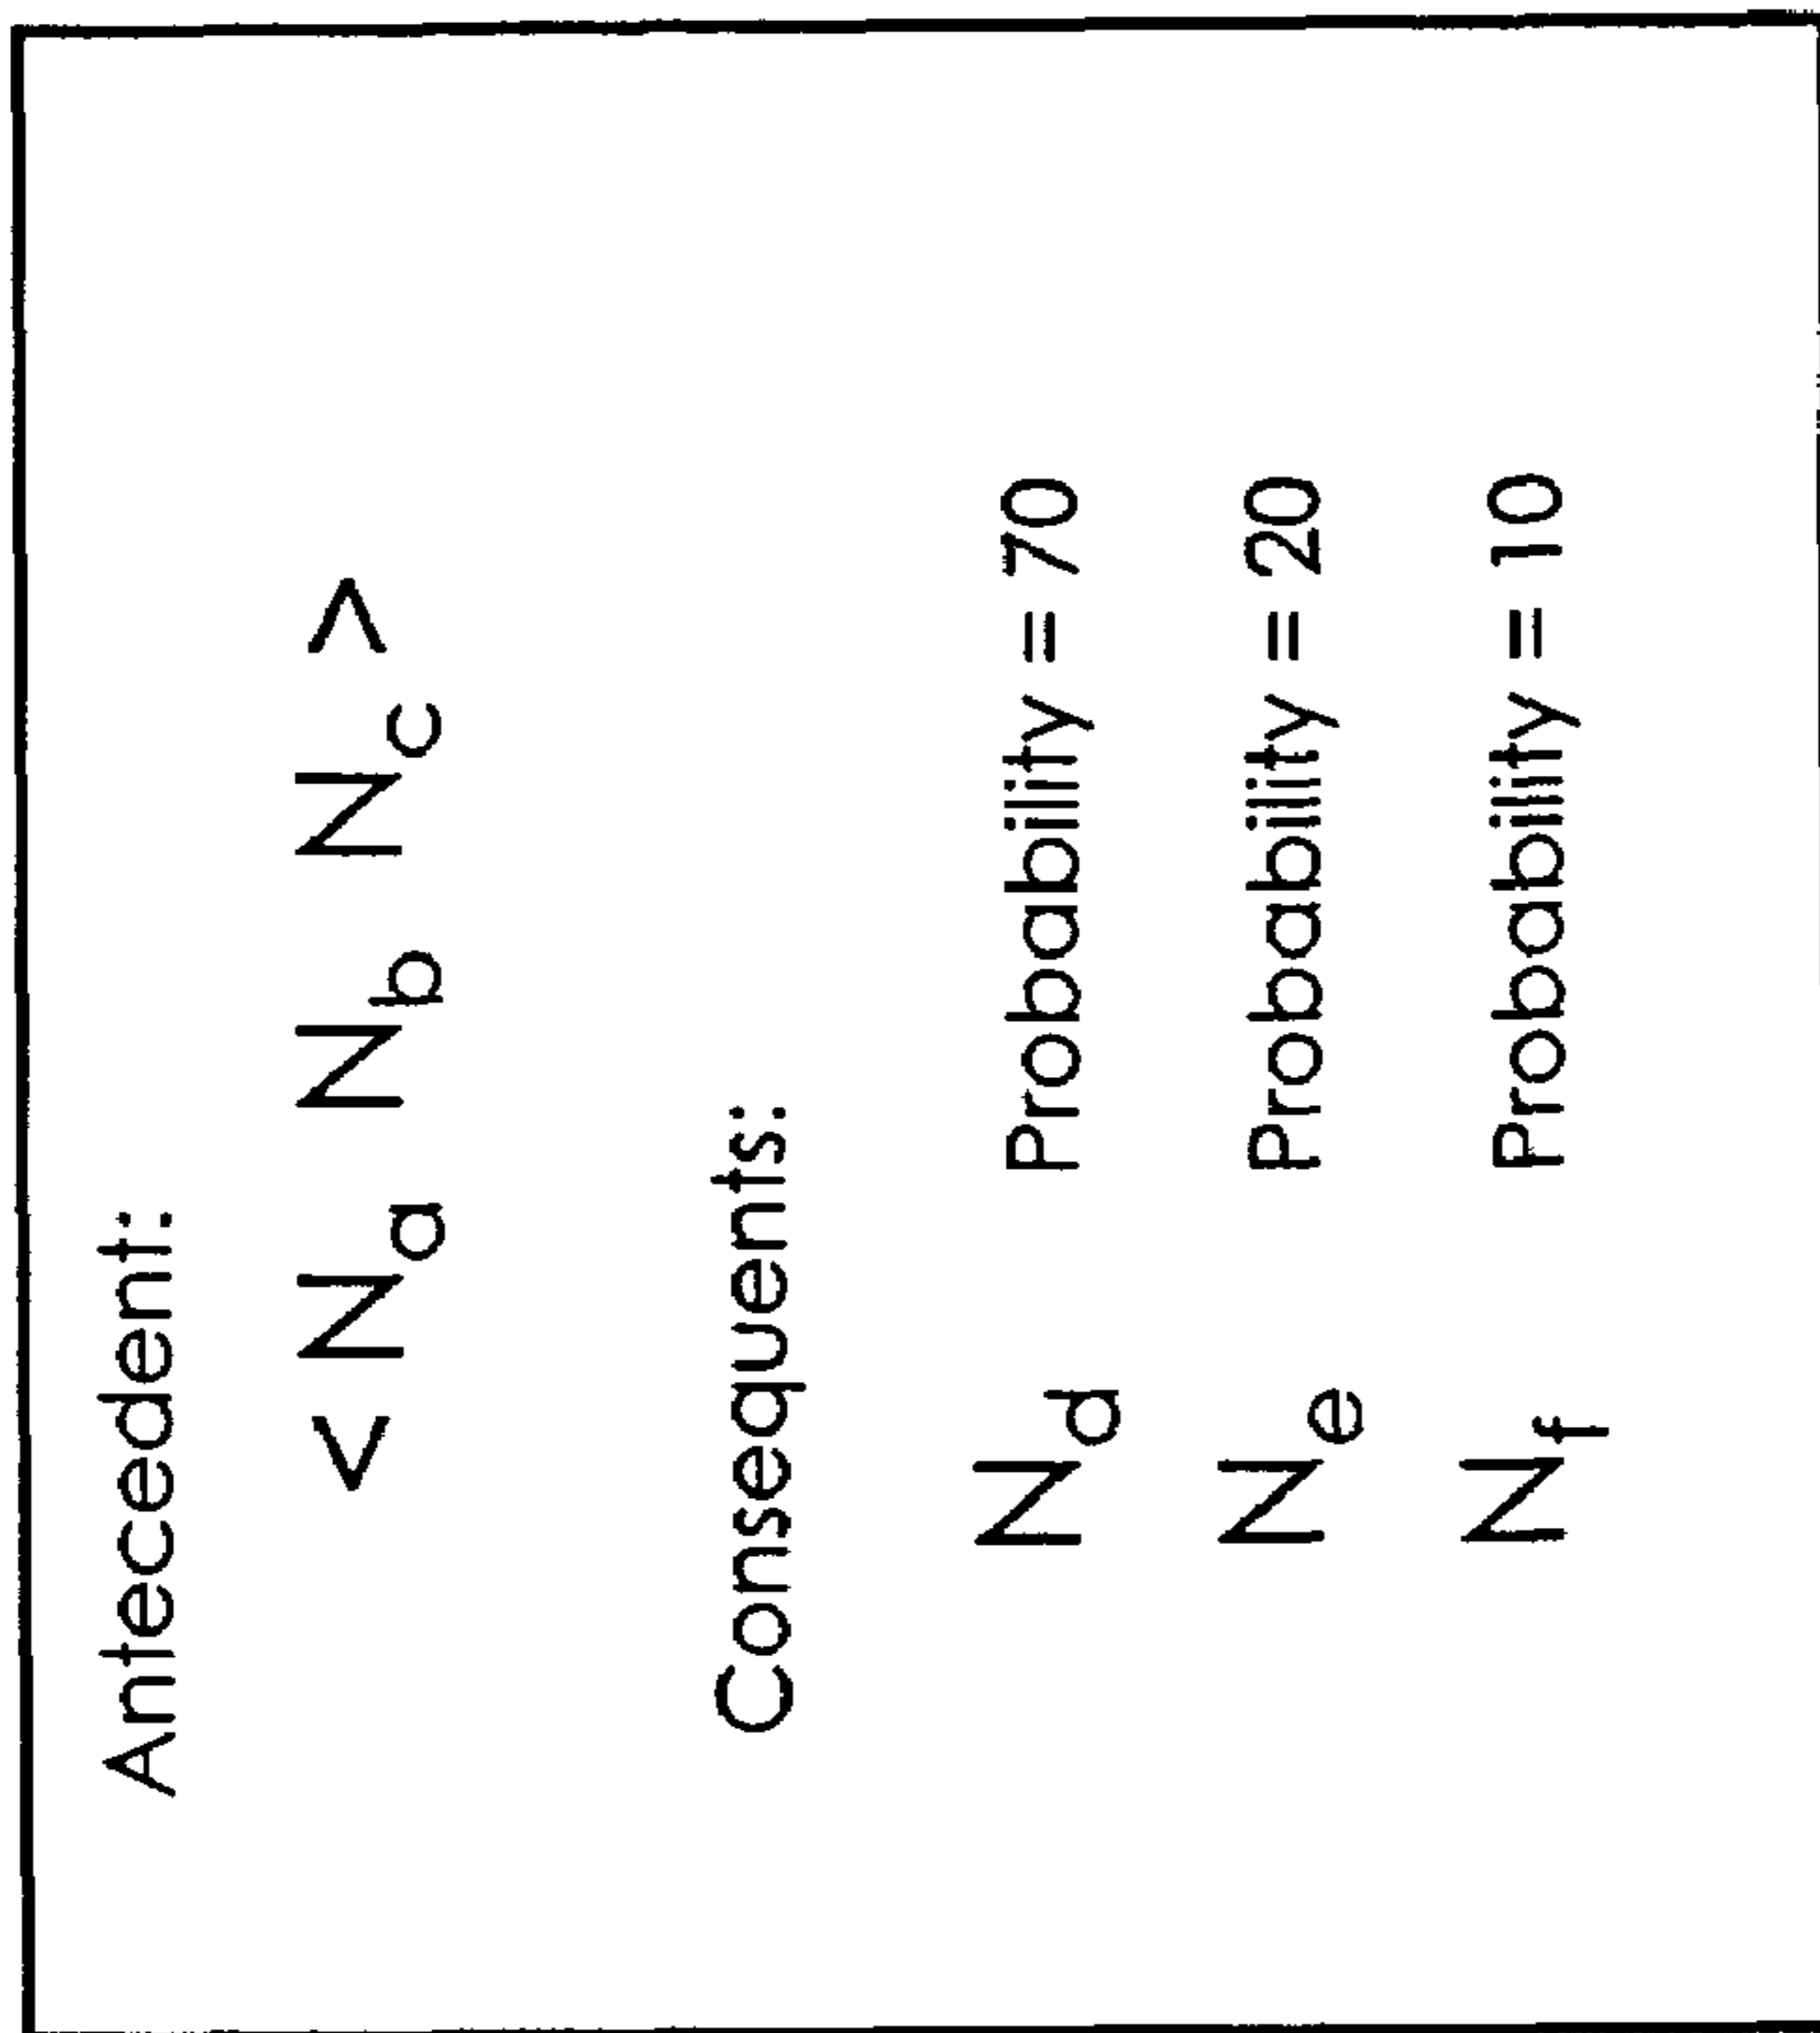 Antecedent:
< Na Nb Nc >
Consequents:
Nd Probability = 70
Ne Probability = 20
Nf Probability = 10